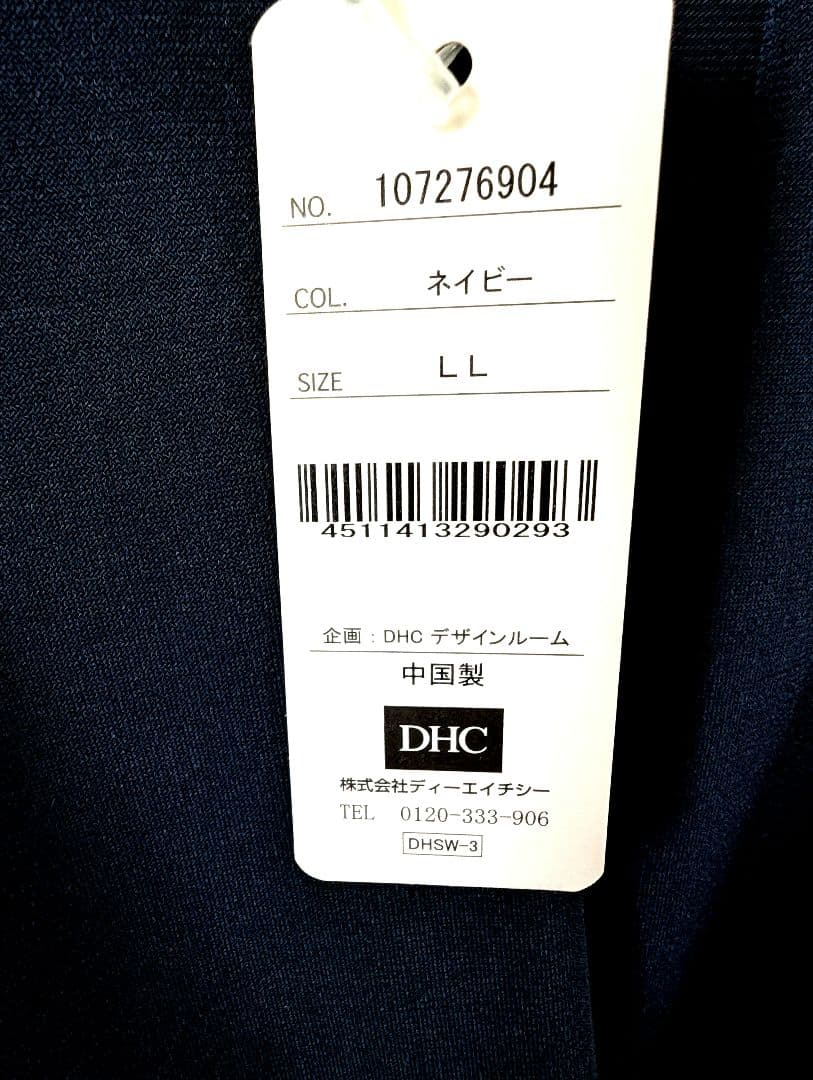 NO. 107276904
COL. ネイビー
SIZE LL
4511413290293
企画：DHC デザインルーム
中国製
DHC
株式会社ディーエイチシー
TEL 0120-333-906
DHSW-3